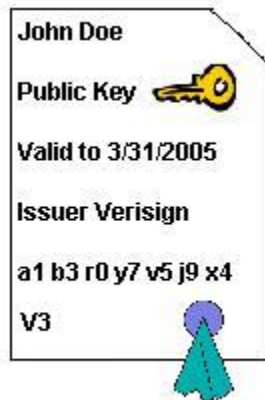 John Doe
Public Key
Valid to 3/31/2005
Issuer Verisign
a1 b3 r0 y7 v5 j9 x4
V3